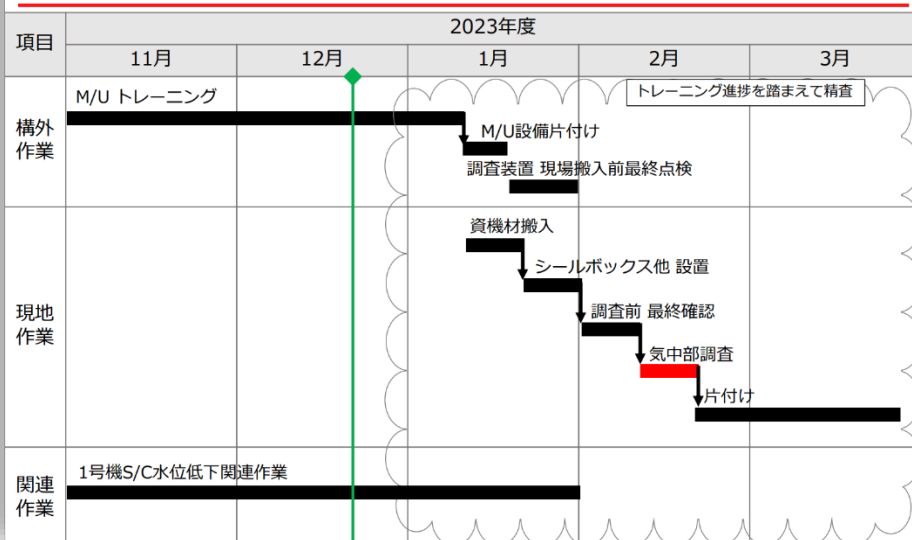 項目
2023年度
11月
12月
1月
2月
3月
トレーニング進捗を踏まえて精査
構外
作業
M/U トレーニング
M/U設備片付け
調査装置 現場搬入前最終点検
現地
作業
資機材搬入
シールボックス他 設置
調査前 最終確認
気中部調査
片付け
関連
作業
1号機S/C水位低下関連作業